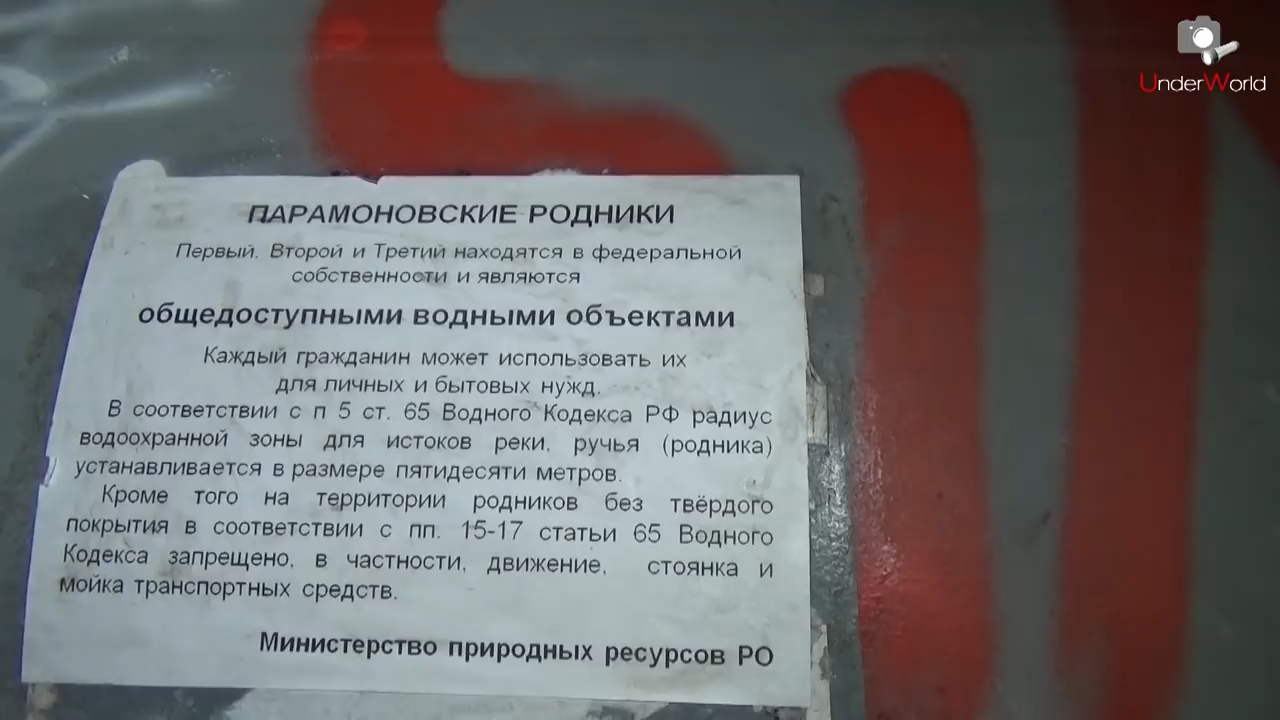 UnderWorld
ПАРАМОНОВСКИЕ РОДНИКИ
Первый, Второй и Третий находятся в федеральной
собственности и являются
общедоступными водными объектами
Каждый гражданин может использовать их
для личных и бытовых нужд.
В соответствии с п 5 ст. 65 Водного Кодекса РФ радиус
водоохранной зоны для истоков реки, ручья (родника)
устанавливается в размере пятидесяти метров.
Кроме того на территории родников без твёрдого
покрытия в соответствии с пп. 15-17 статьи 65 Водного
Кодекса запрещено, в частности, движение, стоянка и
мойка транспортных средств.
Министерство природных ресурсов РО